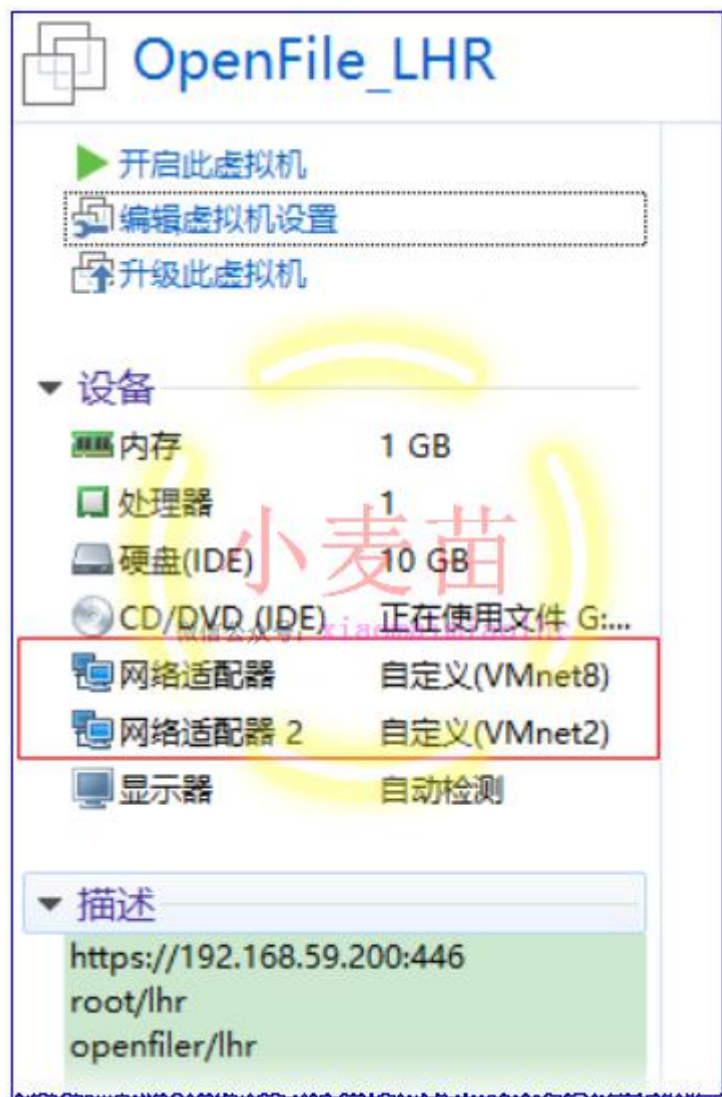 OpenFile_LHR
开启此虚拟机
编辑虚拟机设置
升级此虚拟机
设备
内存 1 GB
处理器 1
硬盘(IDE) 10 GB
CD/DVD (IDE) 正在使用文件 G:...
网络适配器 自定义(VMnet8)
网络适配器 2 自定义(VMnet2)
显示器 自动检测
小麦苗
描述
https://192.168.59.200:446
root/lhr
openfiler/lhr